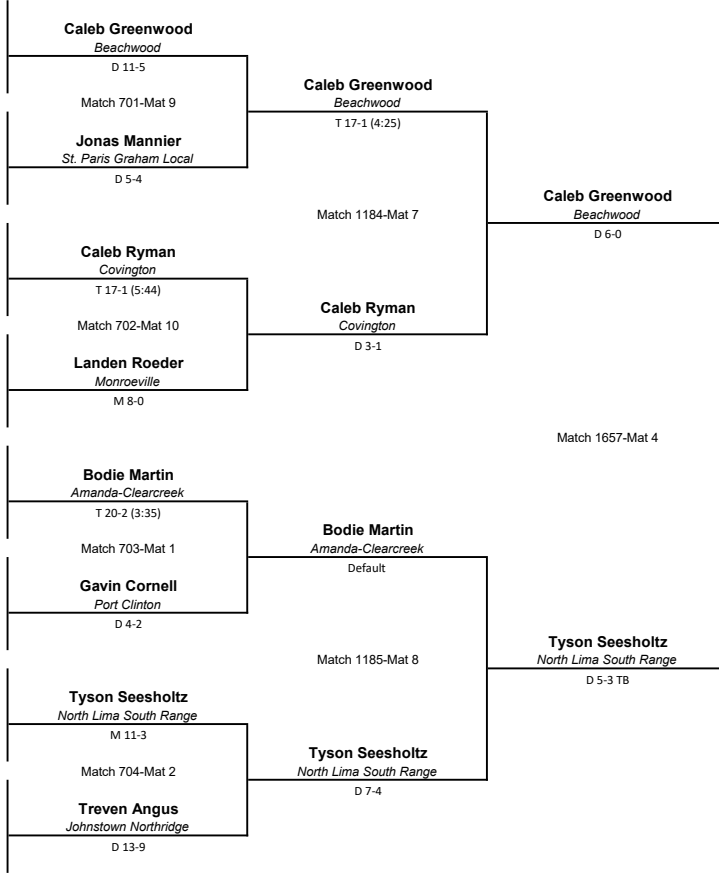 Caleb Greenwood
Beachwood
D 11-5
Match 701-Mat 9
Jonas Mannier
St. Paris Graham Local
D 5-4
Caleb Ryman
Covington
T 17-1 (5:44)
Match 702-Mat 10
Landen Roeder
Monroeville
M 8-0
Bodie Martin
Amanda-Clearcreek
T 20-2 (3:35)
Match 703-Mat 1
Gavin Cornell
Port Clinton
D 4-2
Tyson Seesholtz
North Lima South Range
M 11-3
Match 704-Mat 2
Treven Angus
Johnstown Northridge
D 13-9
Caleb Greenwood
Beachwood
T 17-1 (4:25)
Match 1184-Mat 7
Caleb Ryman
Covington
D 3-1
Bodie Martin
Amanda-Clearcreek
Default
Match 1185-Mat 8
Tyson Seesholtz
North Lima South Range
D 7-4
Caleb Greenwood
Beachwood
D 6-0
Match 1657-Mat 4
Tyson Seesholtz
North Lima South Range
D 5-3 TB